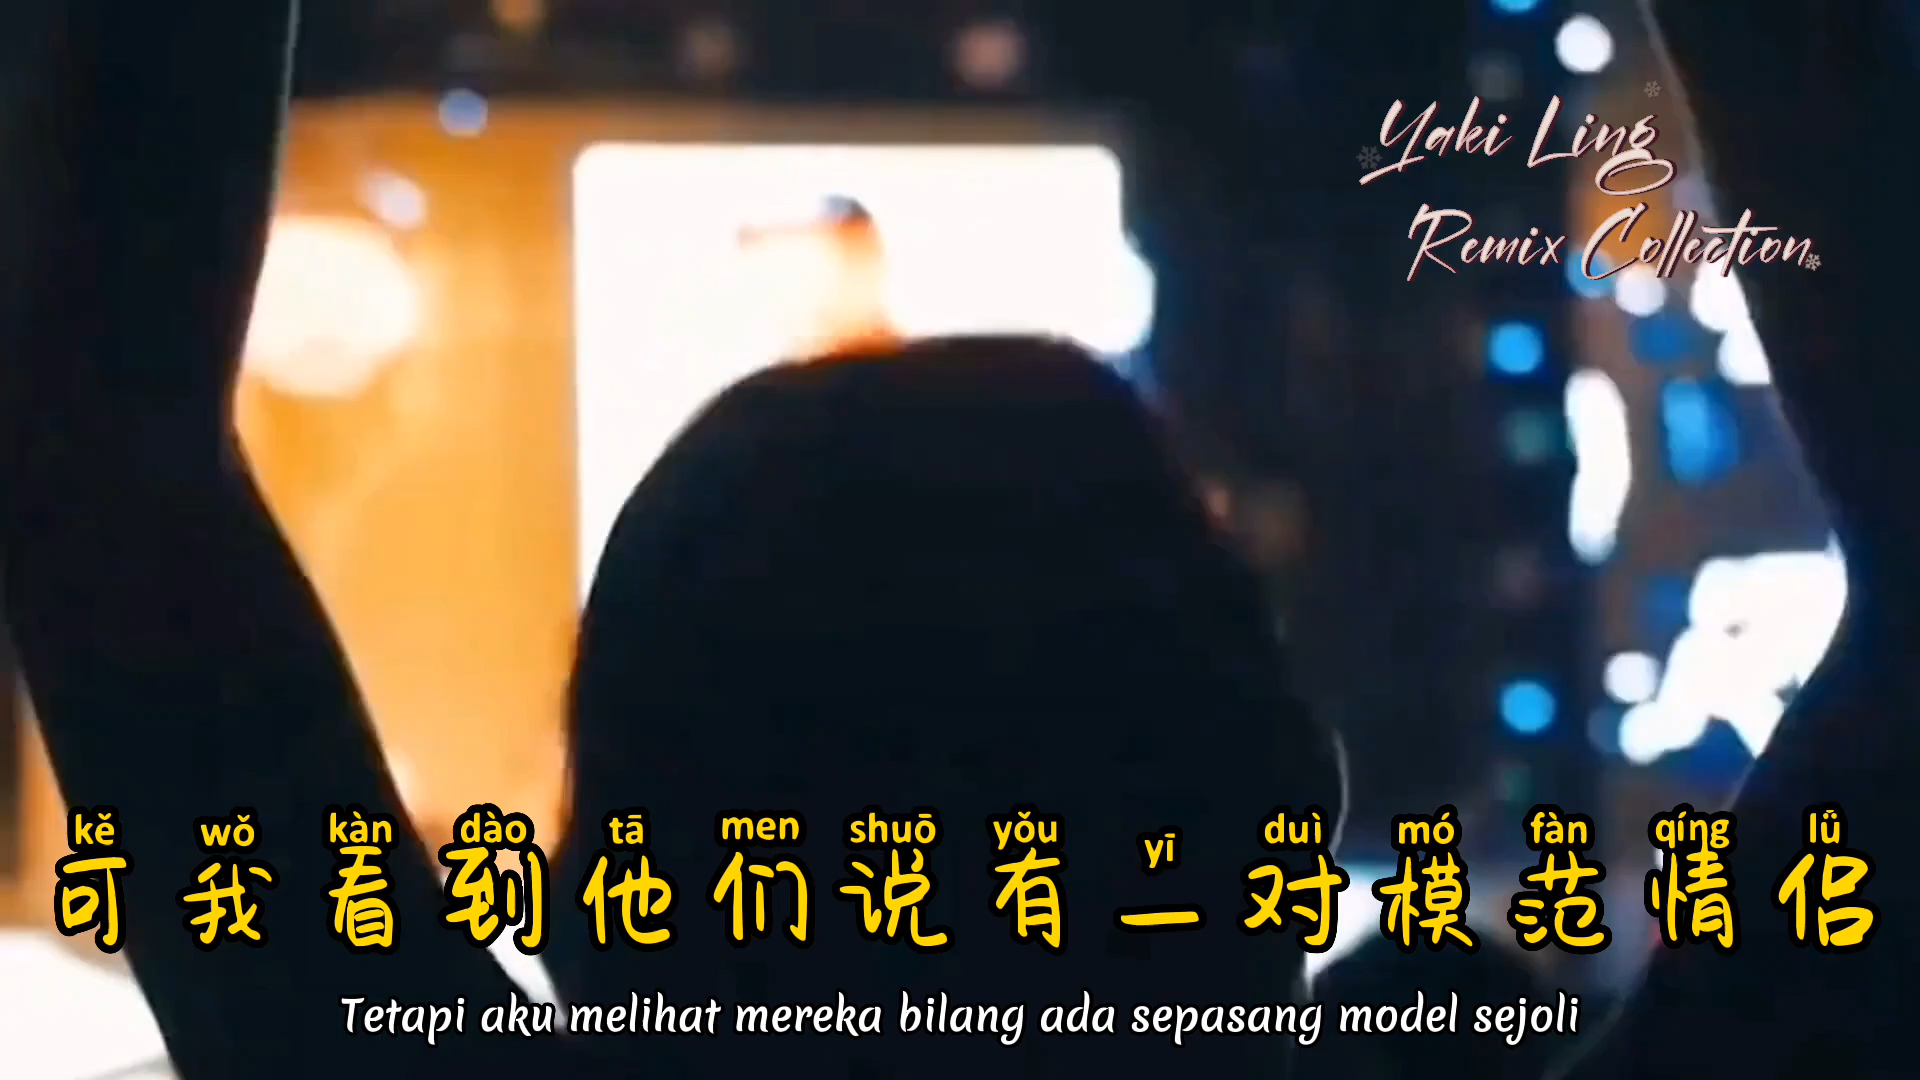 Yaki Ling
Remix Collection
kě wǒ kàn dào tā men shuō yǒu yī duì mó fàn qíng lǚ
可我看到他们说有一对模范情侣
Tetapi aku melihat mereka bilang ada sepasang model sejoli